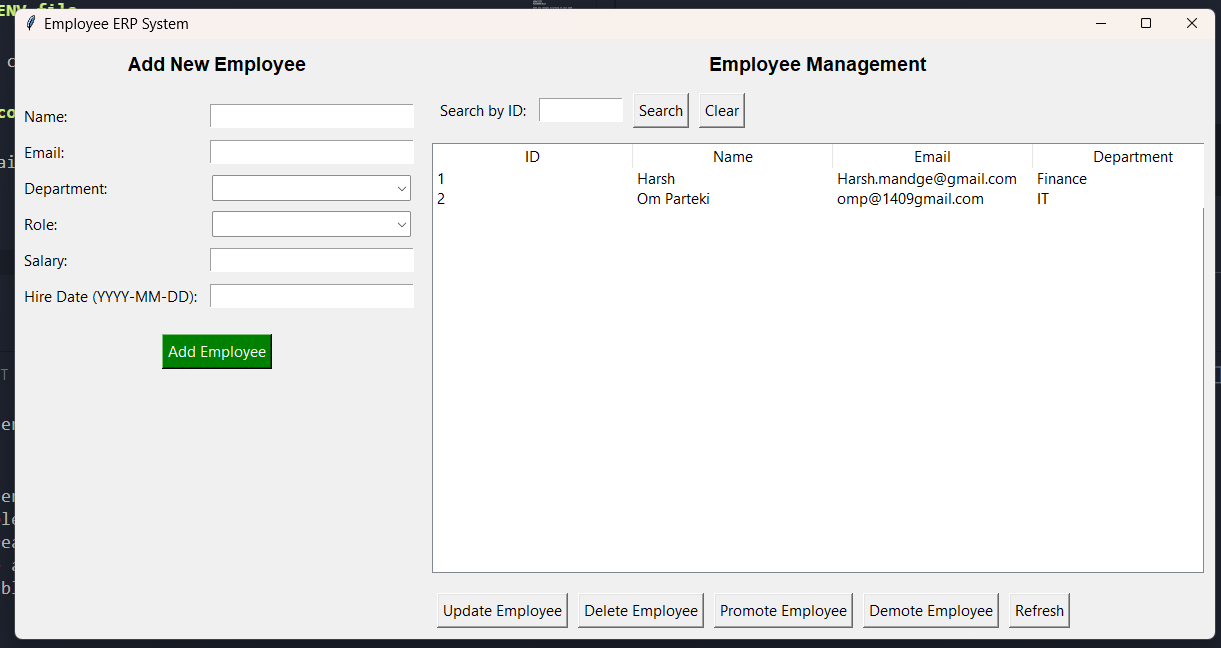 ENV file
Employee ERP System
Add New Employee
Employee Management
Name:
Email:
Department:
Role:
Salary:
Hire Date (YYYY-MM-DD):
Add Employee
Search by ID: Search Clear
ID Name Email Department
1 Harsh Harsh.mandge@gmail.com Finance
2 Om Parteki omp@1409gmail.com IT
Update Employee Delete Employee Promote Employee Demote Employee Refresh